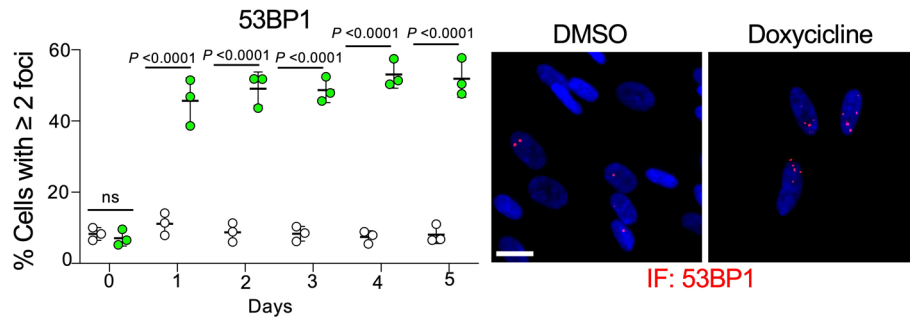 53BP1
DMSO
Doxycycline
P <0.0001
P <0.0001
P <0.0001
P <0.0001
P <0.0001
60
40
20
0
% Cells with ≥ 2 foci
ns
0 1 2 3 4 5
Days
IF: 53BP1